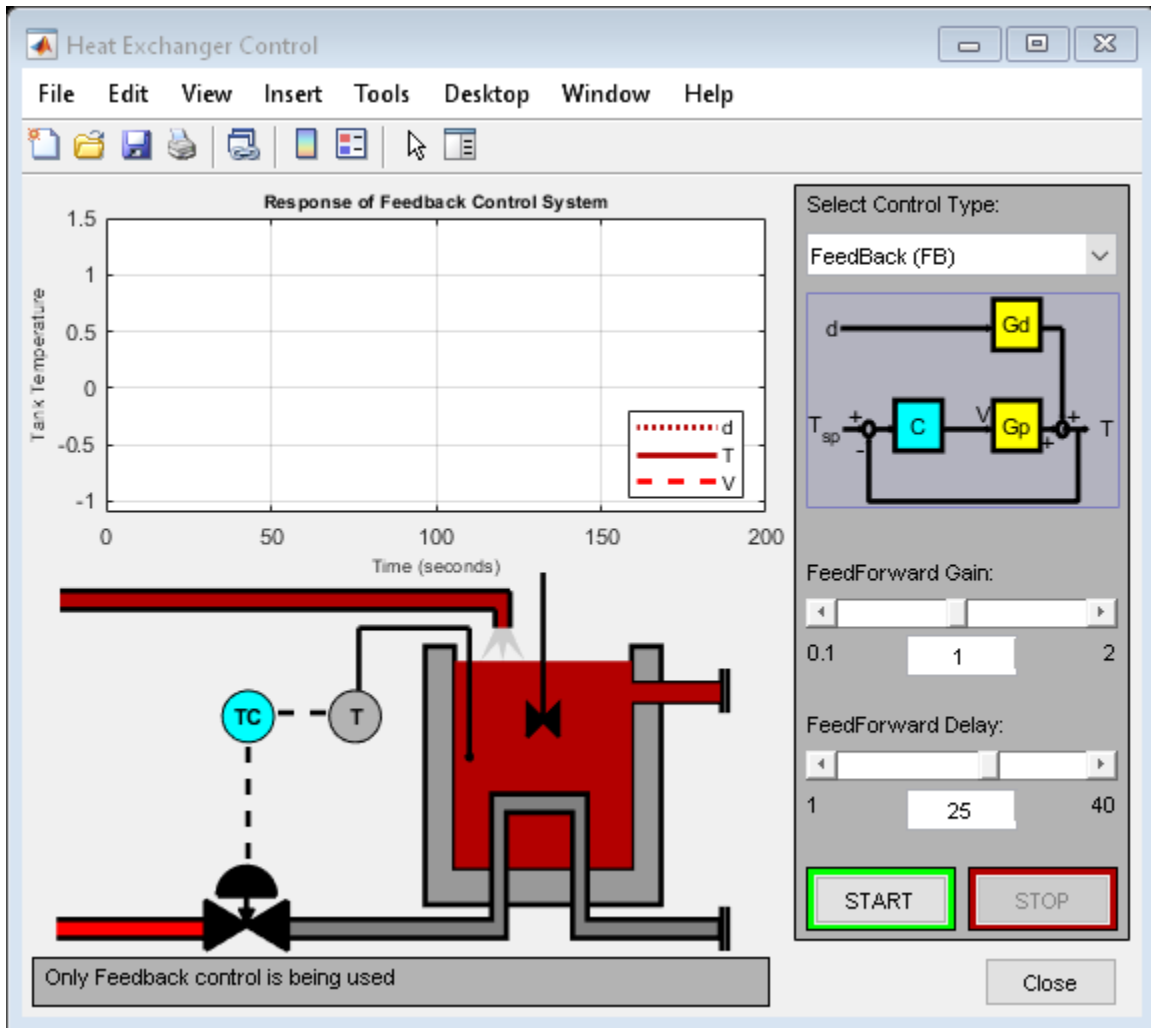 Heat Exchanger Control
File Edit View Insert Tools Desktop Window Help
Response of Feedback Control System
1.5
1
0.5
0
-0.5
-1
Tank Temperature
0 50 100 150 200
Time (seconds)
d
T
V
TC
T
Only Feedback control is being used
Select Control Type:
FeedBack (FB)
d
Gd
Tsp
+
-
C
V
Gp
+
+
T
FeedForward Gain:
0.1 1 2
FeedForward Delay:
1 25 40
START STOP
Close